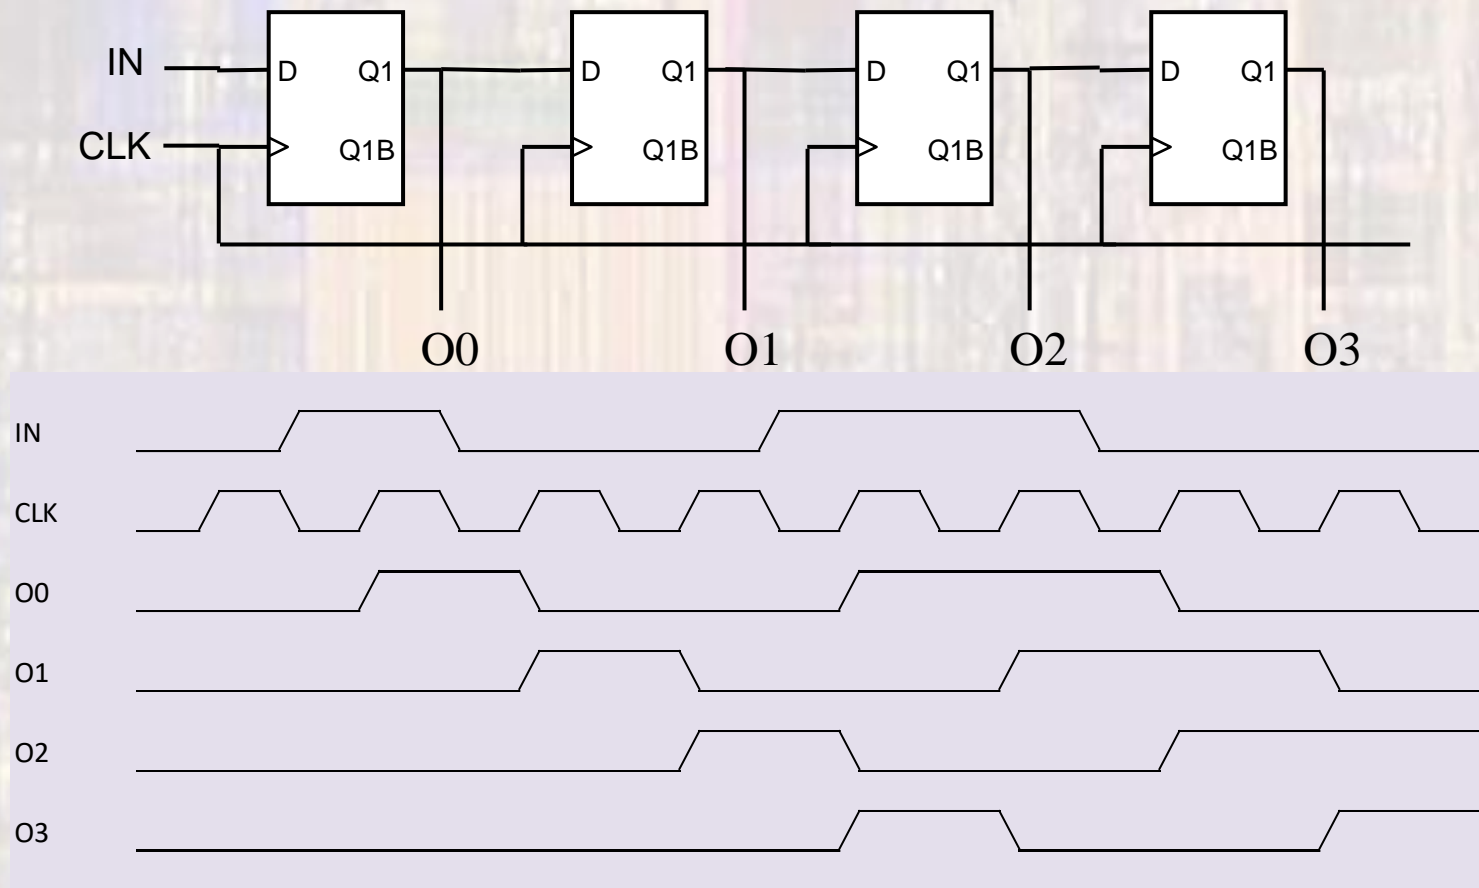 IN D Q1 D Q1 D Q1 D Q1
CLK Q1B Q1B Q1B Q1B
O0 O1 O2 O3
IN
CLK
O0
O1
O2
O3